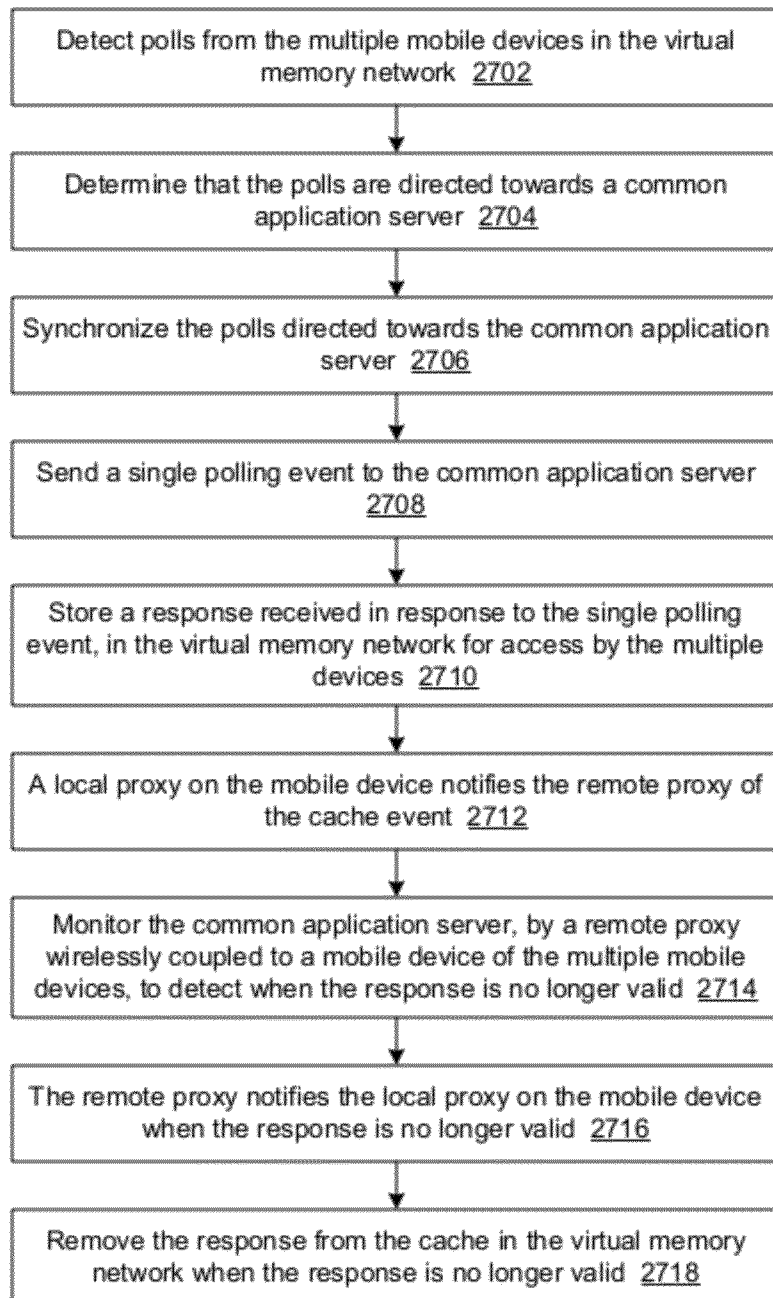 Detect polls from the multiple mobile devices in the virtual
memory network 2702
Determine that the polls are directed towards a common
application server 2704
Synchronize the polls directed towards the common application
server 2706
Send a single polling event to the common application server
2708
Store a response received in response to the single polling
event, in the virtual memory network for access by the multiple
devices 2710
A local proxy on the mobile device notifies the remote proxy of
the cache event 2712
Monitor the common application server, by a remote proxy
wirelessly coupled to a mobile device of the multiple mobile
devices, to detect when the response is no longer valid 2714
The remote proxy notifies the local proxy on the mobile device
when the response is no longer valid 2716
Remove the response from the cache in the virtual memory
network when the response is no longer valid 2718